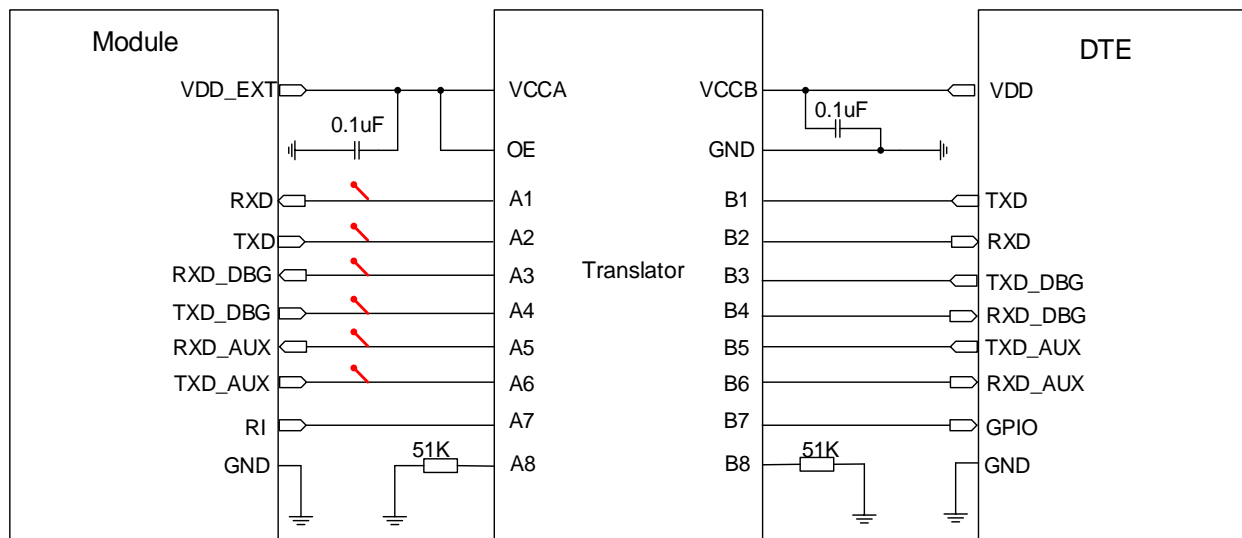 Module
DTE
VDD_EXT VCCA VCCB VDD
0.1uF 0.1uF
OE GND
RXD A1 B1 TXD
TXD A2 B2 RXD
Translator
RXD_DBG A3 B3 TXD_DBG
TXD_DBG A4 B4 RXD_DBG
RXD_AUX A5 B5 TXD_AUX
TXD_AUX A6 B6 RXD_AUX
RI A7 B7 GPIO
51K 51K
GND A8 B8 GND